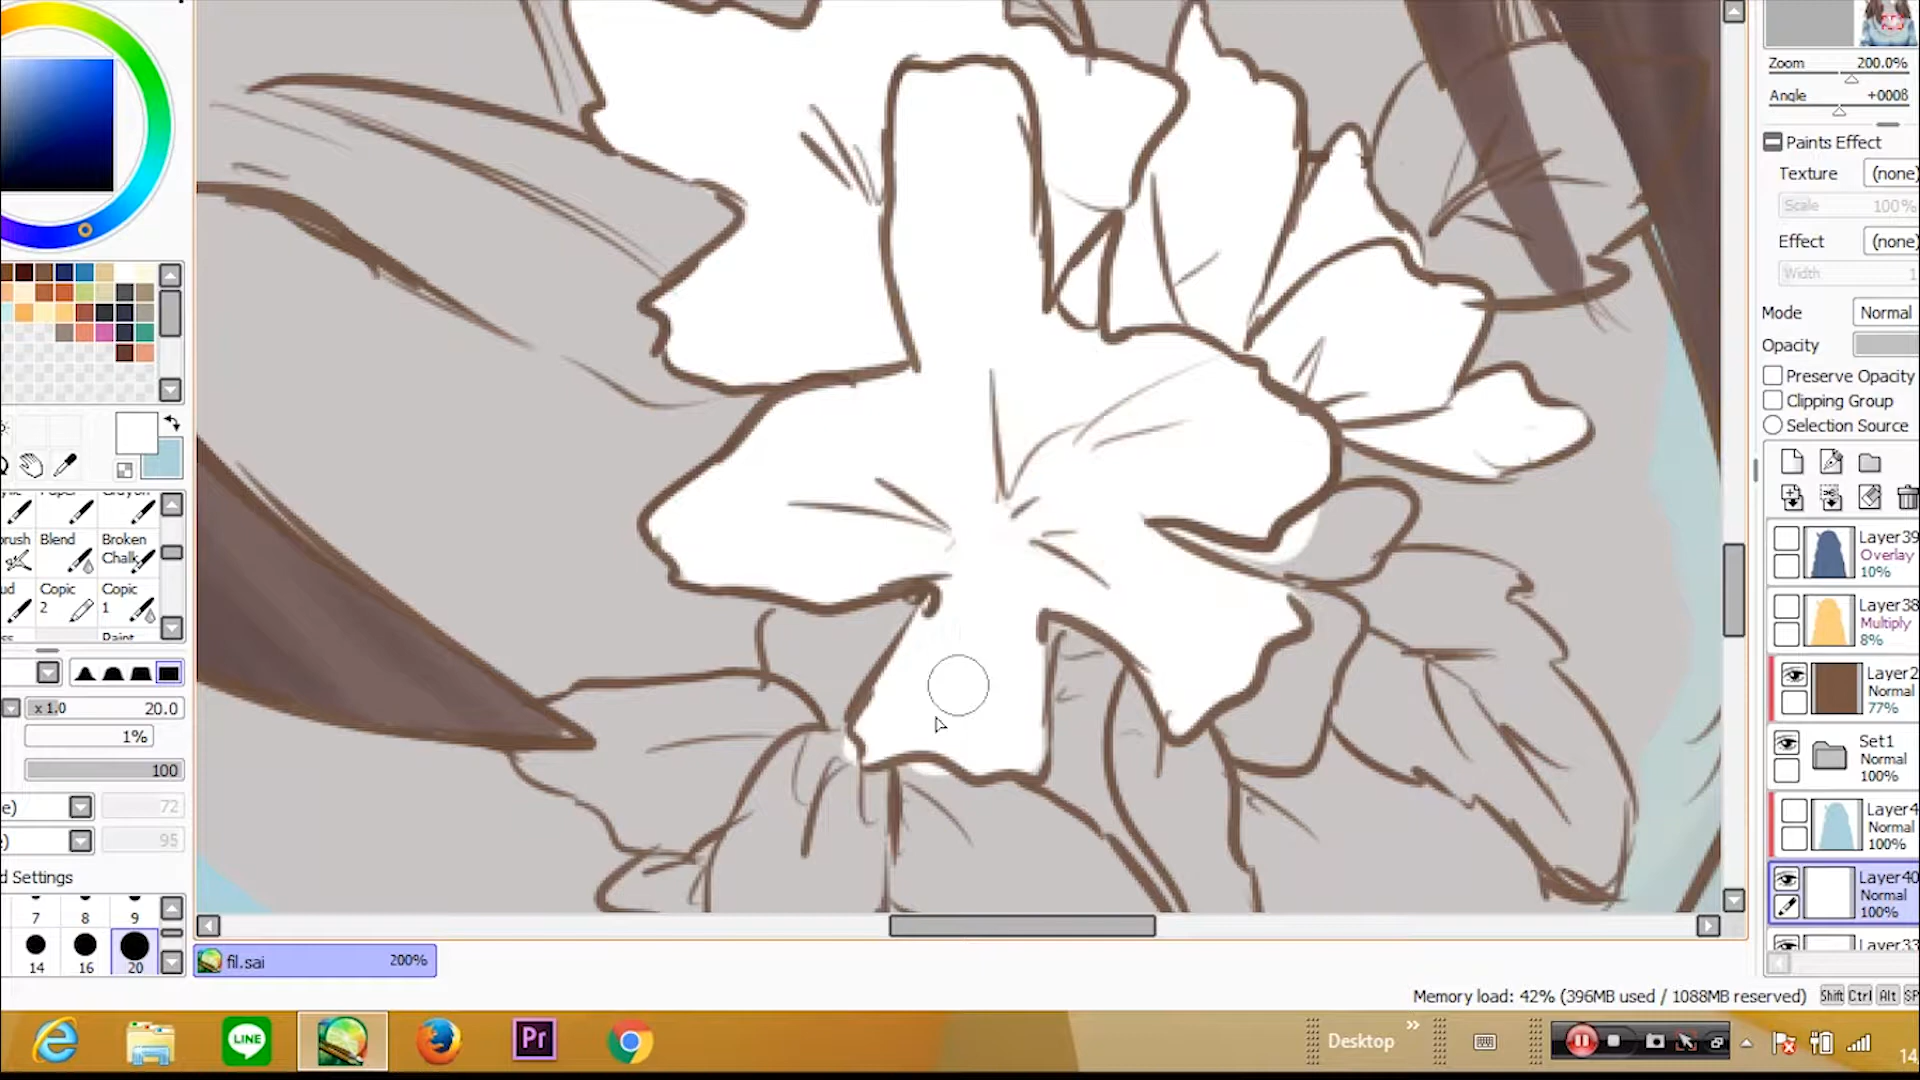 Zoom 200.0%
Angle +0008
Paints Effect
Texture (none)
Scale 100%
Effect (none)
Width 1
Mode Normal
Opacity
Preserve Opacity
Clipping Group
Selection Source
Blend Broken
Chalk
Copic Copic
2 1
x 1.0 20.0
1%
100
72
95
d Settings
7 8 9
14 16 20
Layer39
Overlay
10%
Layer38
Multiply
8%
Layer2
Normal
77%
Set1
Normal
100%
Layer4
Normal
100%
Layer40
Normal
100%
Layer33
fil.sai 200%
Memory load: 42% (396MB used / 1088MB reserved) Shift Ctrl Alt SP
LINE
Pr
Desktop
14